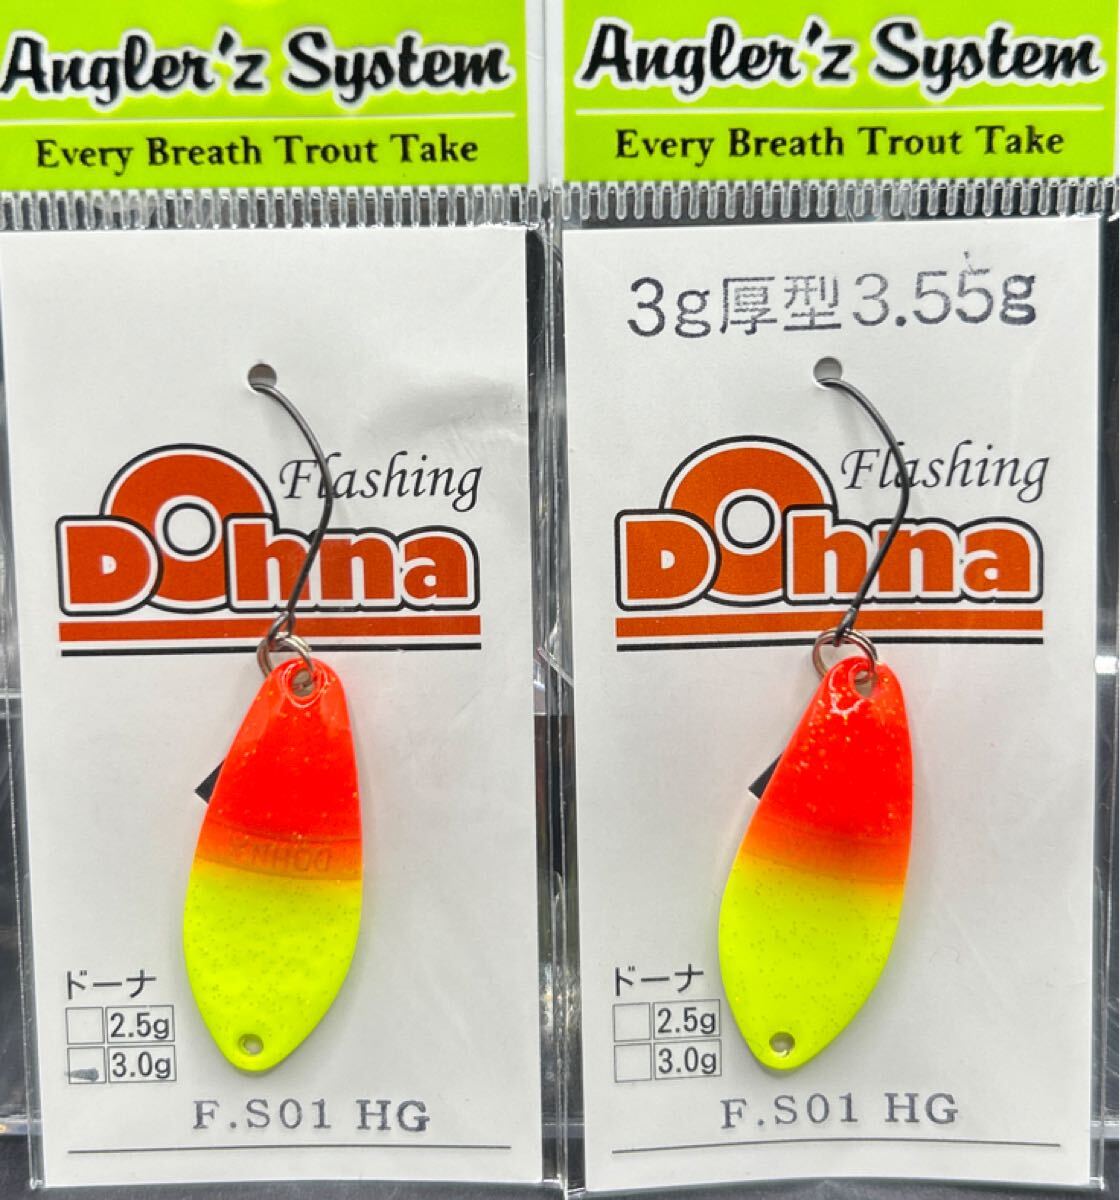 Angler'z System
Every Breath Trout Take
Flashing
Dohna
DOHNA
ドーナ
2.5g
3.0g
F.S01 HG
Angler'z System
Every Breath Trout Take
3g厚型3.55g
Flashing
Dohna
ドーナ
2.5g
3.0g
F.S01 HG